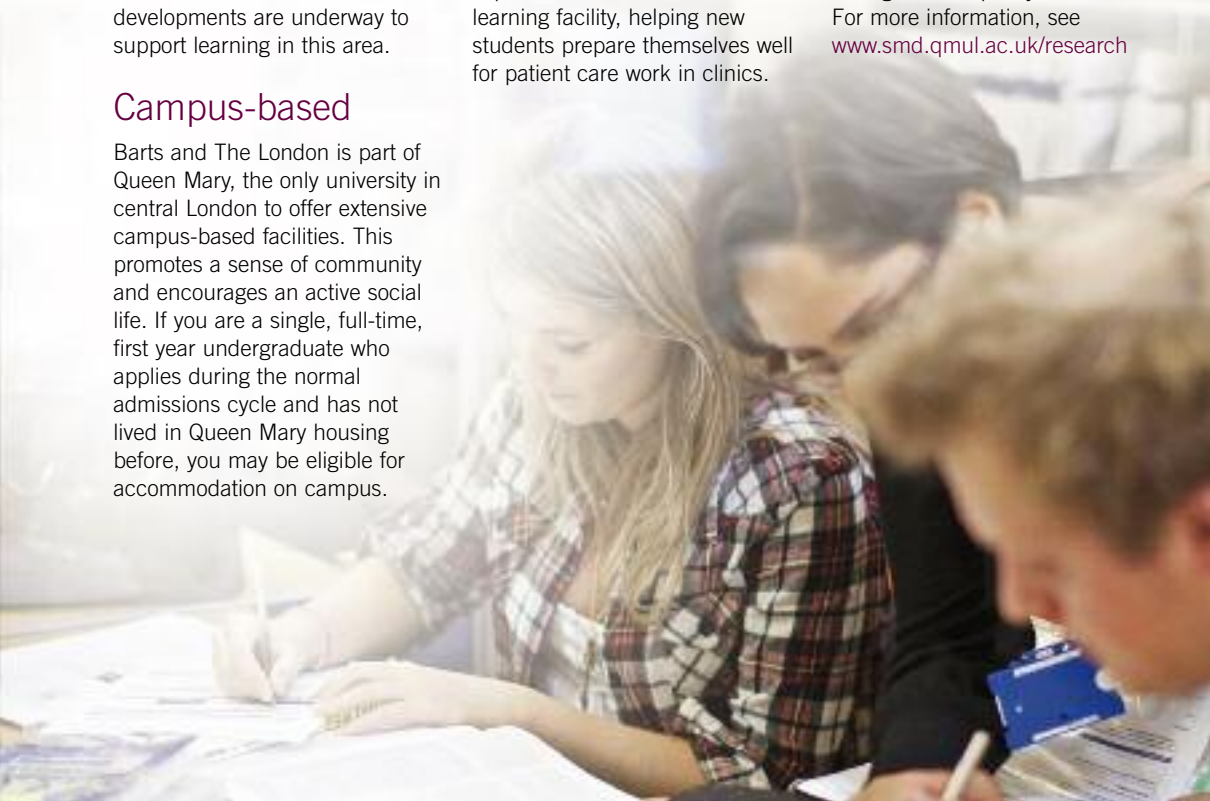 developments are underway to
support learning in this area.
Campus-based
Barts and The London is part of
Queen Mary, the only university in
central London to offer extensive
campus-based facilities. This
promotes a sense of community
and encourages an active social
life. If you are a single, full-time,
first year undergraduate who
applies during the normal
admissions cycle and has not
lived in Queen Mary housing
before, you may be eligible for
accommodation on campus.
learning facility, helping new
students prepare themselves well
for patient care work in clinics.
For more information, see
www.smd.qmul.ac.uk/research